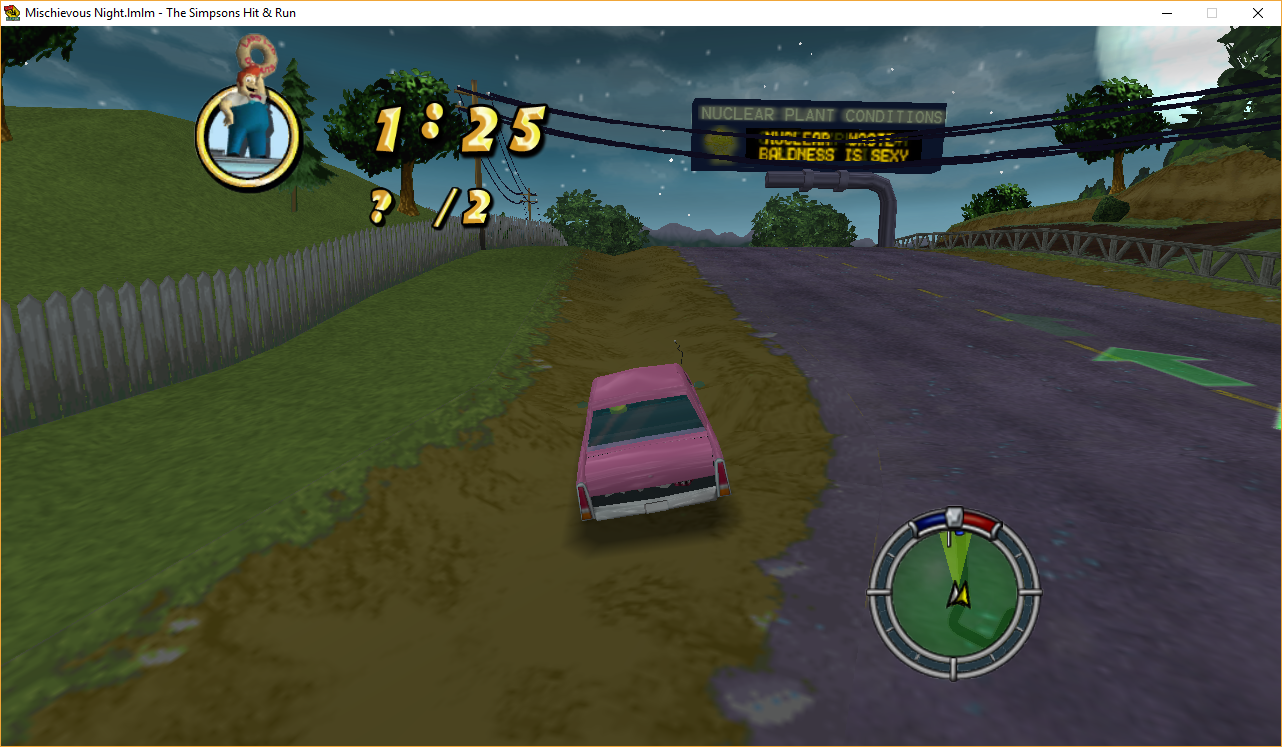 Mischievous Night.lmlm - The Simpsons Hit & Run
1:25
? /2
NUCLEAR PLANT CONDITIONS
BALDNESS IS SEXY